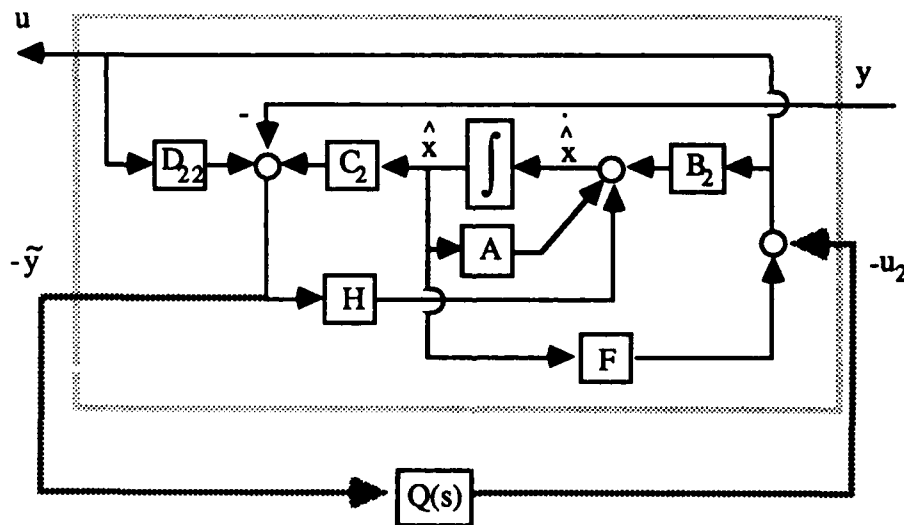 u
y
-
x̂
ẋ̂
D₂₂
C₂
∫
B₂
A
-ỹ
-u₂
H
F
Q(s)